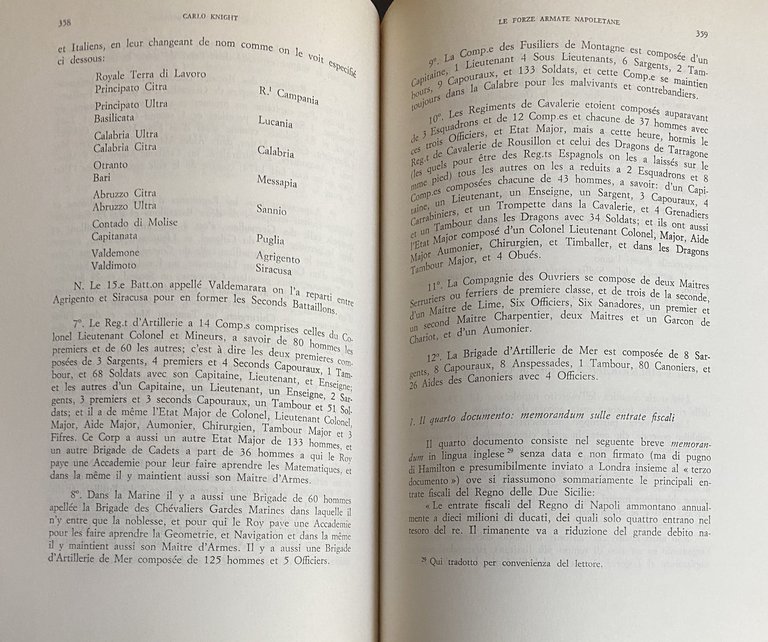 358
CARLO KNIGHT
et Italiens, en leur changeant de nom comme on le voit especifié
ci dessous:
Royale Terra di Lavoro
Principato Citra
R.l Campania
Principato Ultra
Basilicata
Lucania
Calabria Ultra
Calabria Citra
Calabria
Otranto
Bari
Messapia
Abruzzo Citra
Abruzzo Ultra
Sannio
Contado di Molise
Capitanata
Puglia
Valdemone
Agrigento
Valdimoto
Siracusa
N. Le 15.e Batt.on appellé Valdemarara on l'a reparti entre
Agrigento et Siracusa pour en former les Seconds Battaillons.
7°. Le Reg.t d'Artillerie a 14 Comp.s comprises celles du Co-
lonel Lieutenant Colonel et Mineurs, a savoir de 80 hommes les
premiers et de 60 les autres; c'est à dire les deux premieres com-
posées de 3 Sargents, 4 premiers et 4 Seconds Capouraux, 1 Tam-
bour, et 68 Soldats avec son Capitaine, Lieutenant, et Enseigne;
et les autres d'un Capitaine, un Lieutenant, un Enseigne, 2 Sar-
gents, 3 premiers et 3 seconds Capouraux, un Tambour et 51 Sol-
dats; et il a de même l'Etat Major de Colonel, Lieutenant Colonel,
Major, Aide Major, Aumonier, Chirurgien, Tambour Major et 3
Fifres. Ce Corp a aussi un autre Etat Major de 133 hommes, et
un autre Brigade de Cadets a part de 36 hommes a qui le Roy
paye une Accademie pour leur faire aprendre les Matematiques, et
dans la même il y maintient aussi son Maitre d'Armes.
8°. Dans la Marine il y a aussi une Brigade de 60 hommes
apellée la Brigade des Chévaliers Gardes Marines dans laquelle il
n'y entre que la noblesse, et pour qui le Roy paye une Accademie
pour les faire aprendre la Geometrie, et Navigation et dans la même
il y maintient aussi son Maitre d'Armes. Il y a aussi une Brigade
d'Artillerie de Mer composée de 125 hommes et 5 Officiers.
LE FORZE ARMATE NAPOLETANE
359
9°. La Comp.e des Fusiliers de Montagne est composée d'un
Capitaine, 1 Lieutenant 4 Sous Lieutenants, 6 Sargents, 2 Tam-
bours, 9 Capouraux, et 133 Soldats, et cette Comp.e se maintien
toujours dans la Calabre pour les malvivants et contrebandiers.
10°. Les Regiments de Cavalerie etoient composés auparavant
de 3 Esquadrons et de 12 Comp.es et chacune de 37 hommes avec
ces trois Officiers, et Etat Major, mais a cette heure, hormis le
Reg.t de Cavalerie de Rousillon et celui des Dragons de Tarragone
(les quels pour être des Reg.ts Espagnols on les a laissés sur le
mme pied) tous les autres on les a reduits a 2 Esquadrons et 8
Comp.es composées chacune de 43 hommes, a savoir: d'un Capi-
taine, un Lieutenant, un Enseigne, un Sargent, 3 Capouraux, 4
Carrabiniers, et un Trompette dans la Cavalerie, et 4 Grenadiers
et un Tambour dans les Dragons avec 34 Soldats; et ils ont aussi
l'Etat Major composé d'un Colonel Lieutenant Colonel, Major, Aide
Major Aumonier, Chirurgien, et Timballer, et dans les Dragons
Tambour Major, et 4 Obués.
11°. La Compagnie des Ouvriers se compose de deux Maitres
Serruriers ou ferriers de premiere classe, et de trois de la seconde,
d'un Maitre de Lime, Six Officiers, Six Sanadores, un premier et
un second Maitre Charpentier, deux Maitres et un Garcon de
Chariot, et d'un Aumonier.
12°. La Brigade d'Artillerie de Mer est composée de 8 Sar-
gents, 8 Capouraux, 8 Anspessades, 1 Tambour, 80 Canoniers, et
26 Aides des Canoniers avec 4 Officiers.
1. Il quarto documento: memorandum sulle entrate fiscali
Il quarto documento consiste nel seguente breve memoran-
dum in lingua inglese 29 senza data e non firmato (ma di pugno
di Hamilton e presumibilmente inviato a Londra insieme al « terzo
documento ») ove si riassumono sommariamente le principali en-
trate fiscali del Regno delle Due Sicilie:
« Le entrate fiscali del Regno di Napoli ammontano annual-
mente a dieci milioni di ducati, dei quali solo quattro entrano nel
tesoro del re. Il rimanente va a riduzione del grande debito na-
29 Qui tradotto per convenienza del lettore.